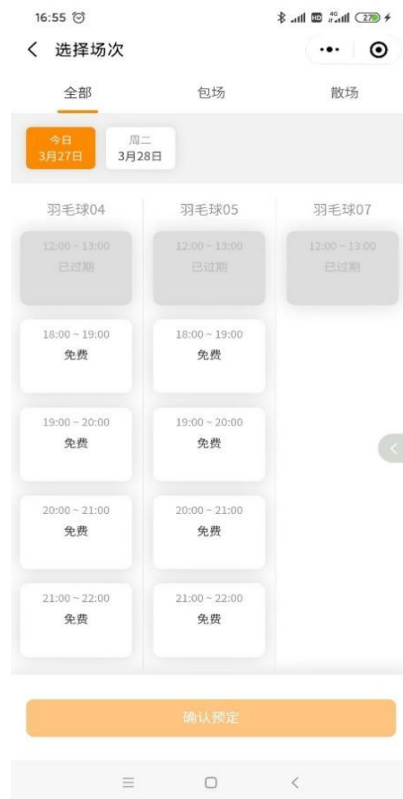 16:55
HD 4G 27
选择场次
全部 包场 散场
今日 周二
3月27日 3月28日
羽毛球04 羽毛球05 羽毛球07
12:00 ~ 13:00 12:00 ~ 13:00 12:00 ~ 13:00
已过期 已过期 已过期
18:00 ~ 19:00 18:00 ~ 19:00
免费 免费
19:00 ~ 20:00 19:00 ~ 20:00
免费 免费
20:00 ~ 21:00 20:00 ~ 21:00
免费 免费
21:00 ~ 22:00 21:00 ~ 22:00
免费 免费
确认预定